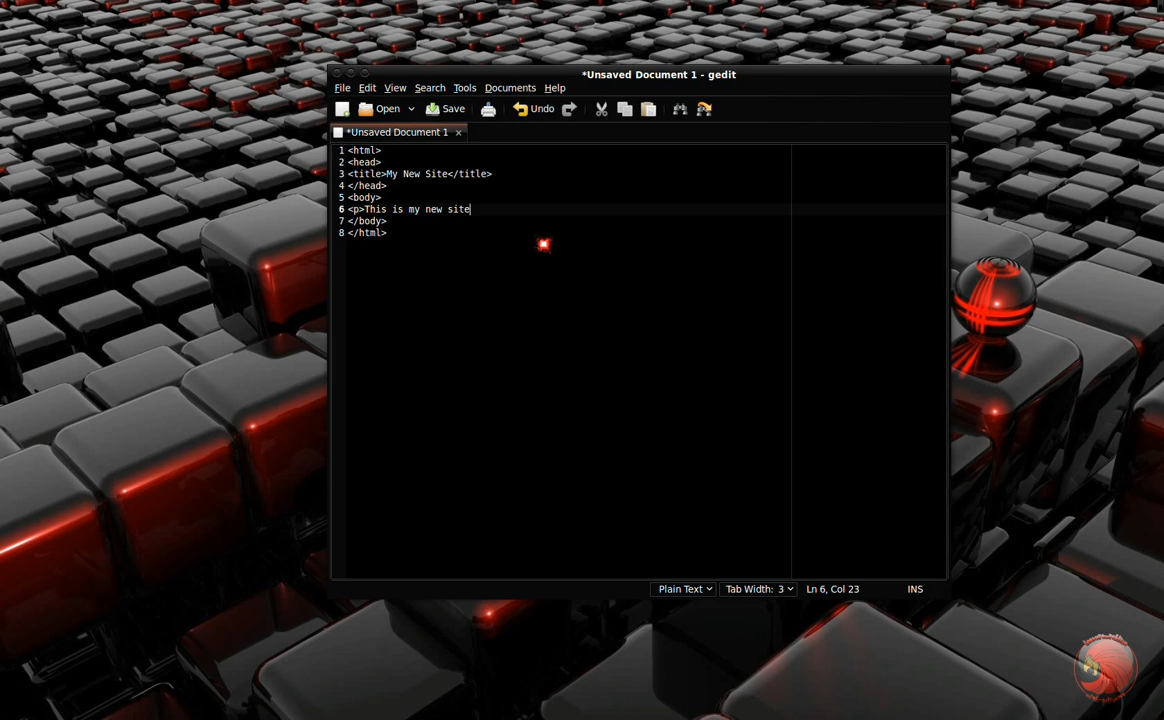 *Unsaved Document 1 - gedit
File Edit View Search Tools Documents Help
Open Save Undo
*Unsaved Document 1
1 <html>
2 <head>
3 <title>My New Site</title>
4 </head>
5 <body>
6 <p>This is my new site
7 </body>
8 </html>
Plain Text Tab Width: 3 Ln 6, Col 23 INS